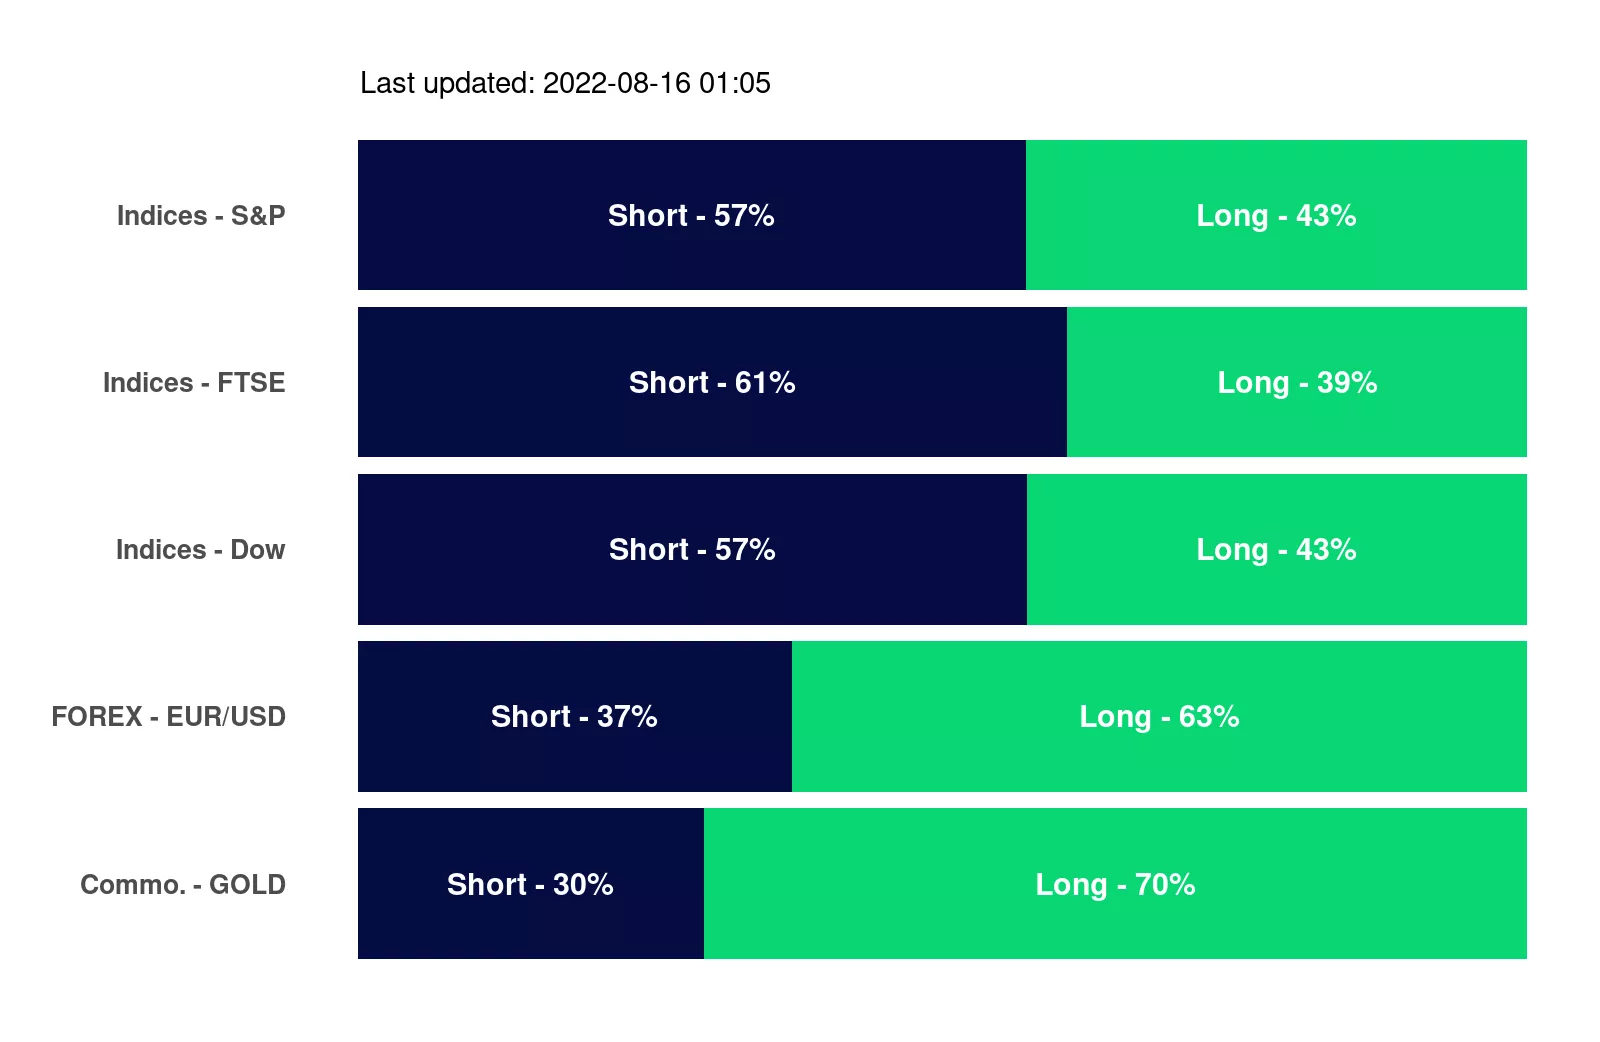 Last updated: 2022-08-16 01:05
Indices - S&P Short - 57% Long - 43%
Indices - FTSE Short - 61% Long - 39%
Indices - Dow Short - 57% Long - 43%
FOREX - EUR/USD Short - 37% Long - 63%
Commo. - GOLD Short - 30% Long - 70%